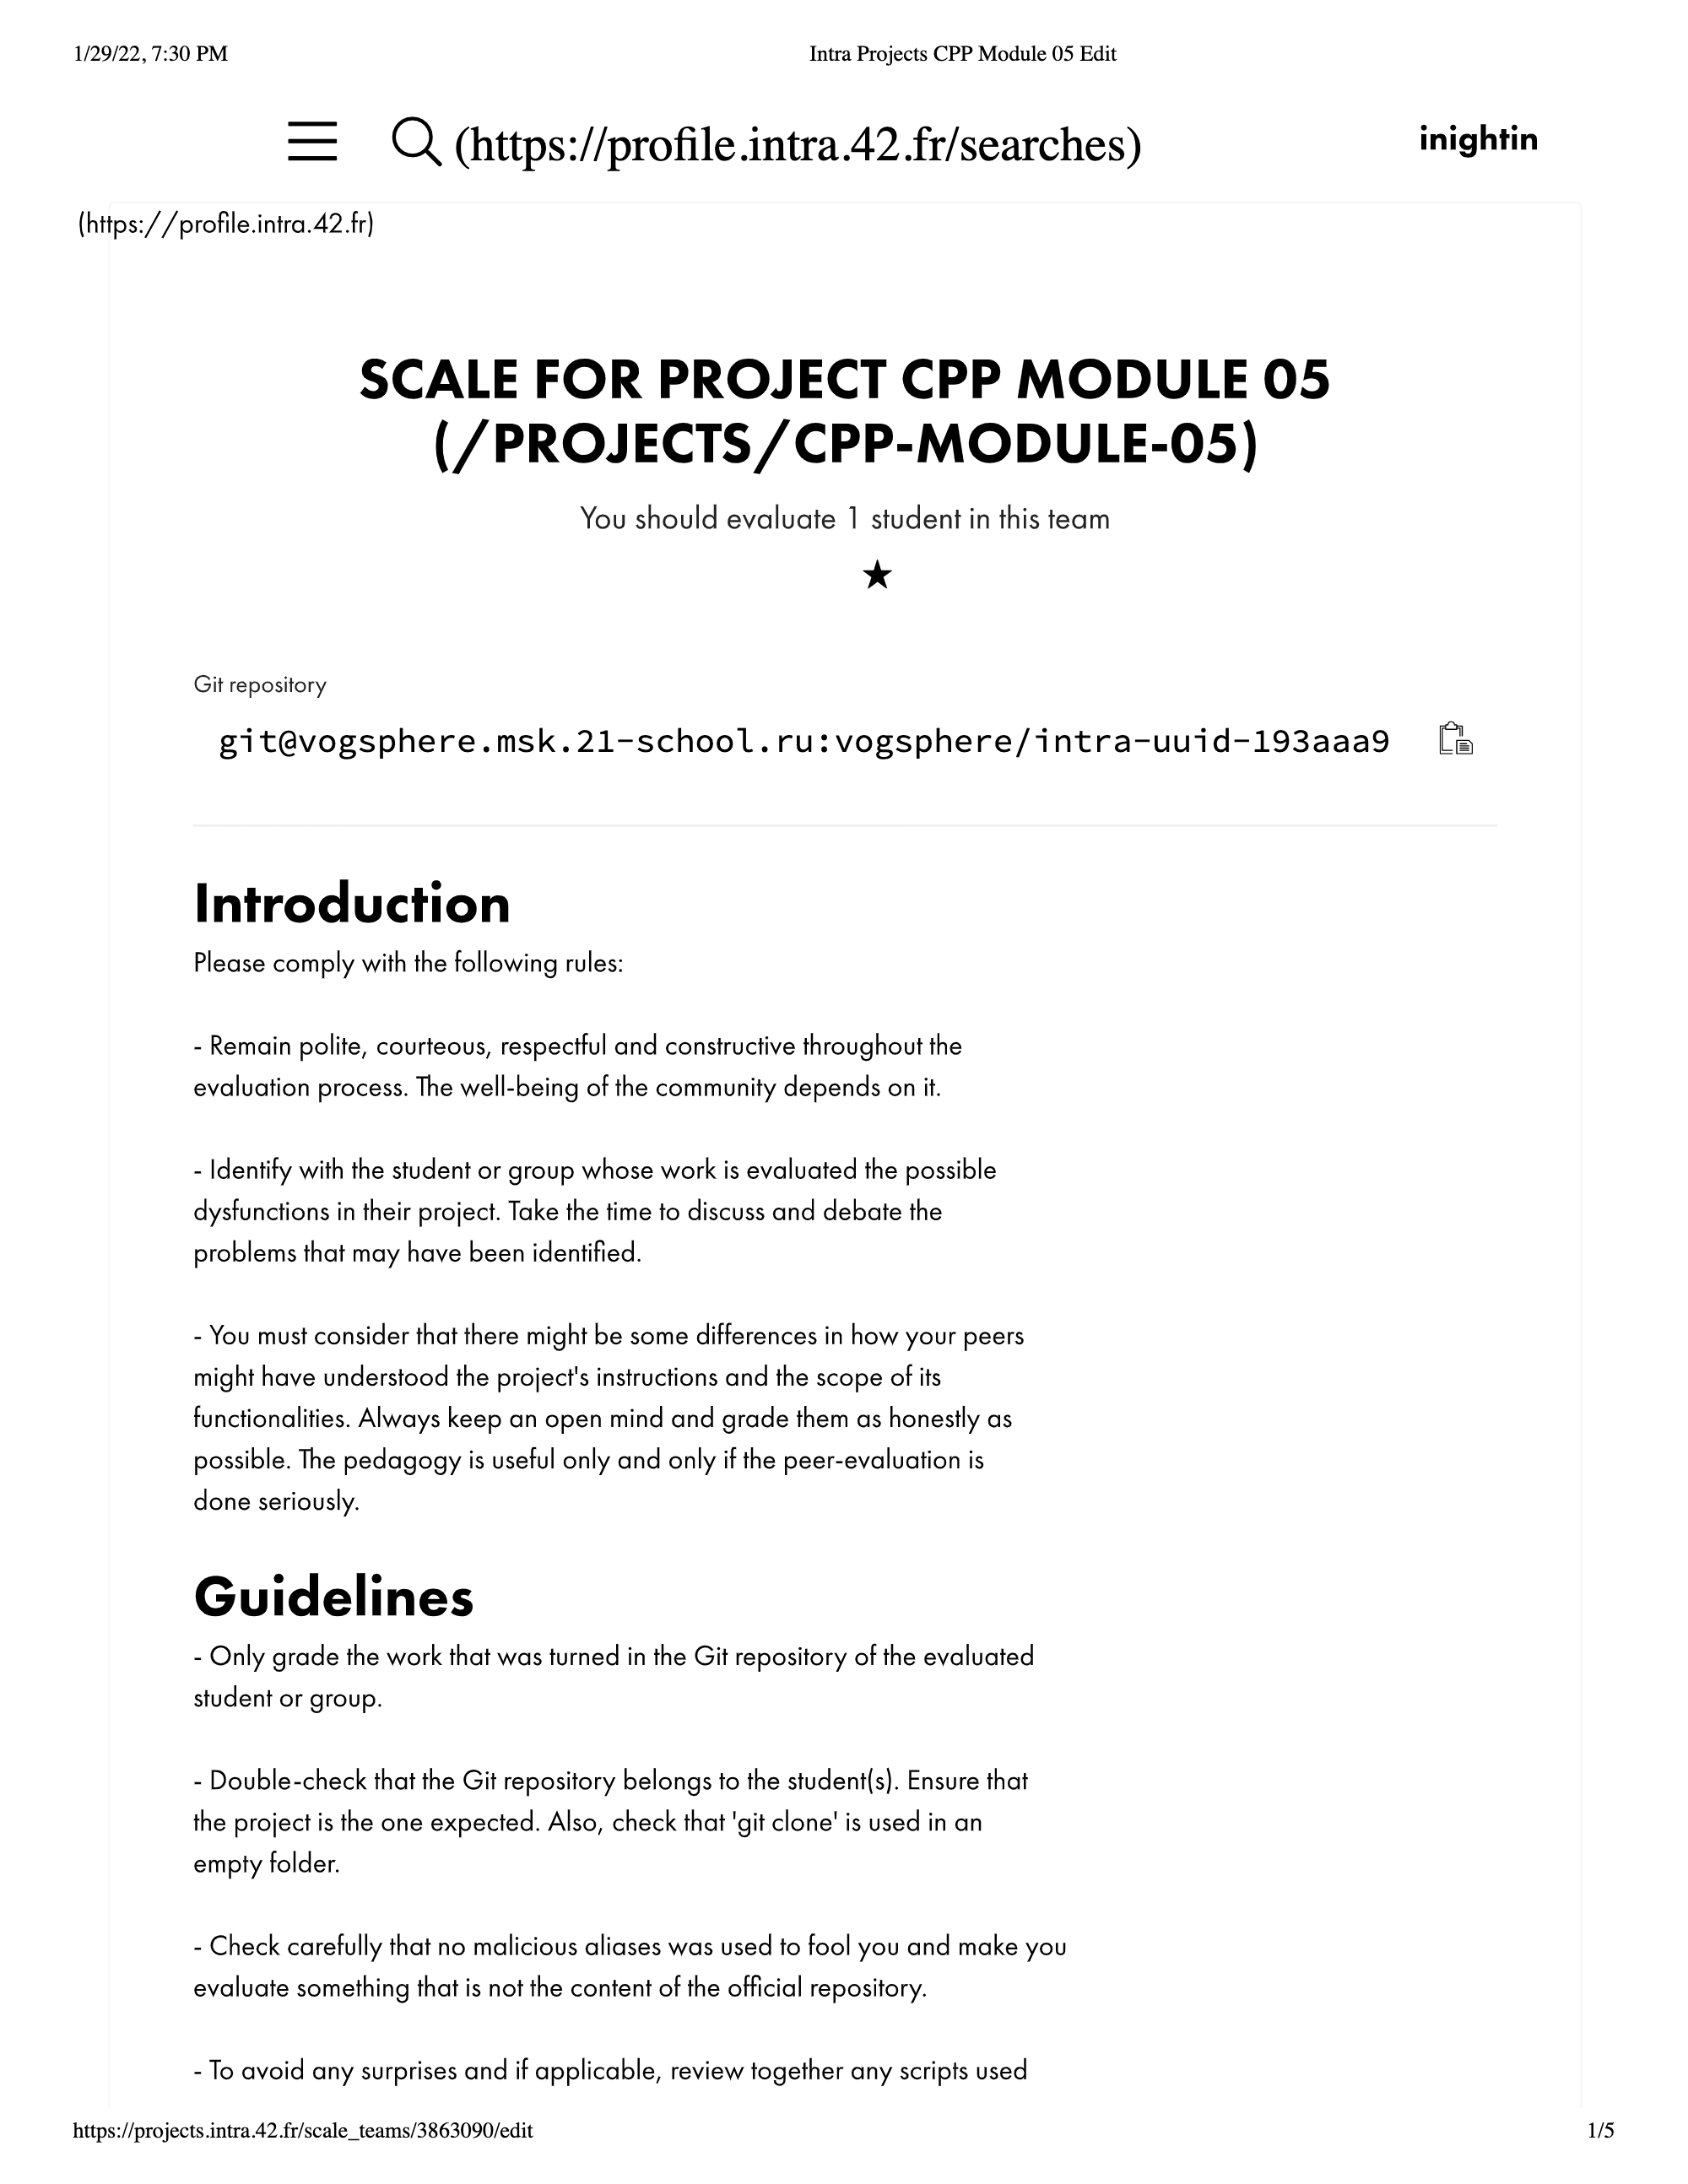 1/29/22, 7:30 PM
Intra Projects CPP Module 05 Edit
(https://profile.intra.42.fr/searches)
inightin
(https://profile.intra.42.fr)
SCALE FOR PROJECT CPP MODULE 05
(/PROJECTS/CPP-MODULE-05)
You should evaluate 1 student in this team
★
Git repository
git@vogsphere.msk.21-school.ru:vogsphere/intra-uuid-193aaa9
Introduction
Please comply with the following rules:
- Remain polite, courteous, respectful and constructive throughout the
evaluation process. The well-being of the community depends on it.
- Identify with the student or group whose work is evaluated the possible
dysfunctions in their project. Take the time to discuss and debate the
problems that may have been identified.
- You must consider that there might be some differences in how your peers
might have understood the project's instructions and the scope of its
functionalities. Always keep an open mind and grade them as honestly as
possible. The pedagogy is useful only and only if the peer-evaluation is
done seriously.
Guidelines
- Only grade the work that was turned in the Git repository of the evaluated
student or group.
- Double-check that the Git repository belongs to the student(s). Ensure that
the project is the one expected. Also, check that 'git clone' is used in an
empty folder.
- Check carefully that no malicious aliases was used to fool you and make you
evaluate something that is not the content of the official repository.
- To avoid any surprises and if applicable, review together any scripts used
https://projects.intra.42.fr/scale_teams/3863090/edit
1/5